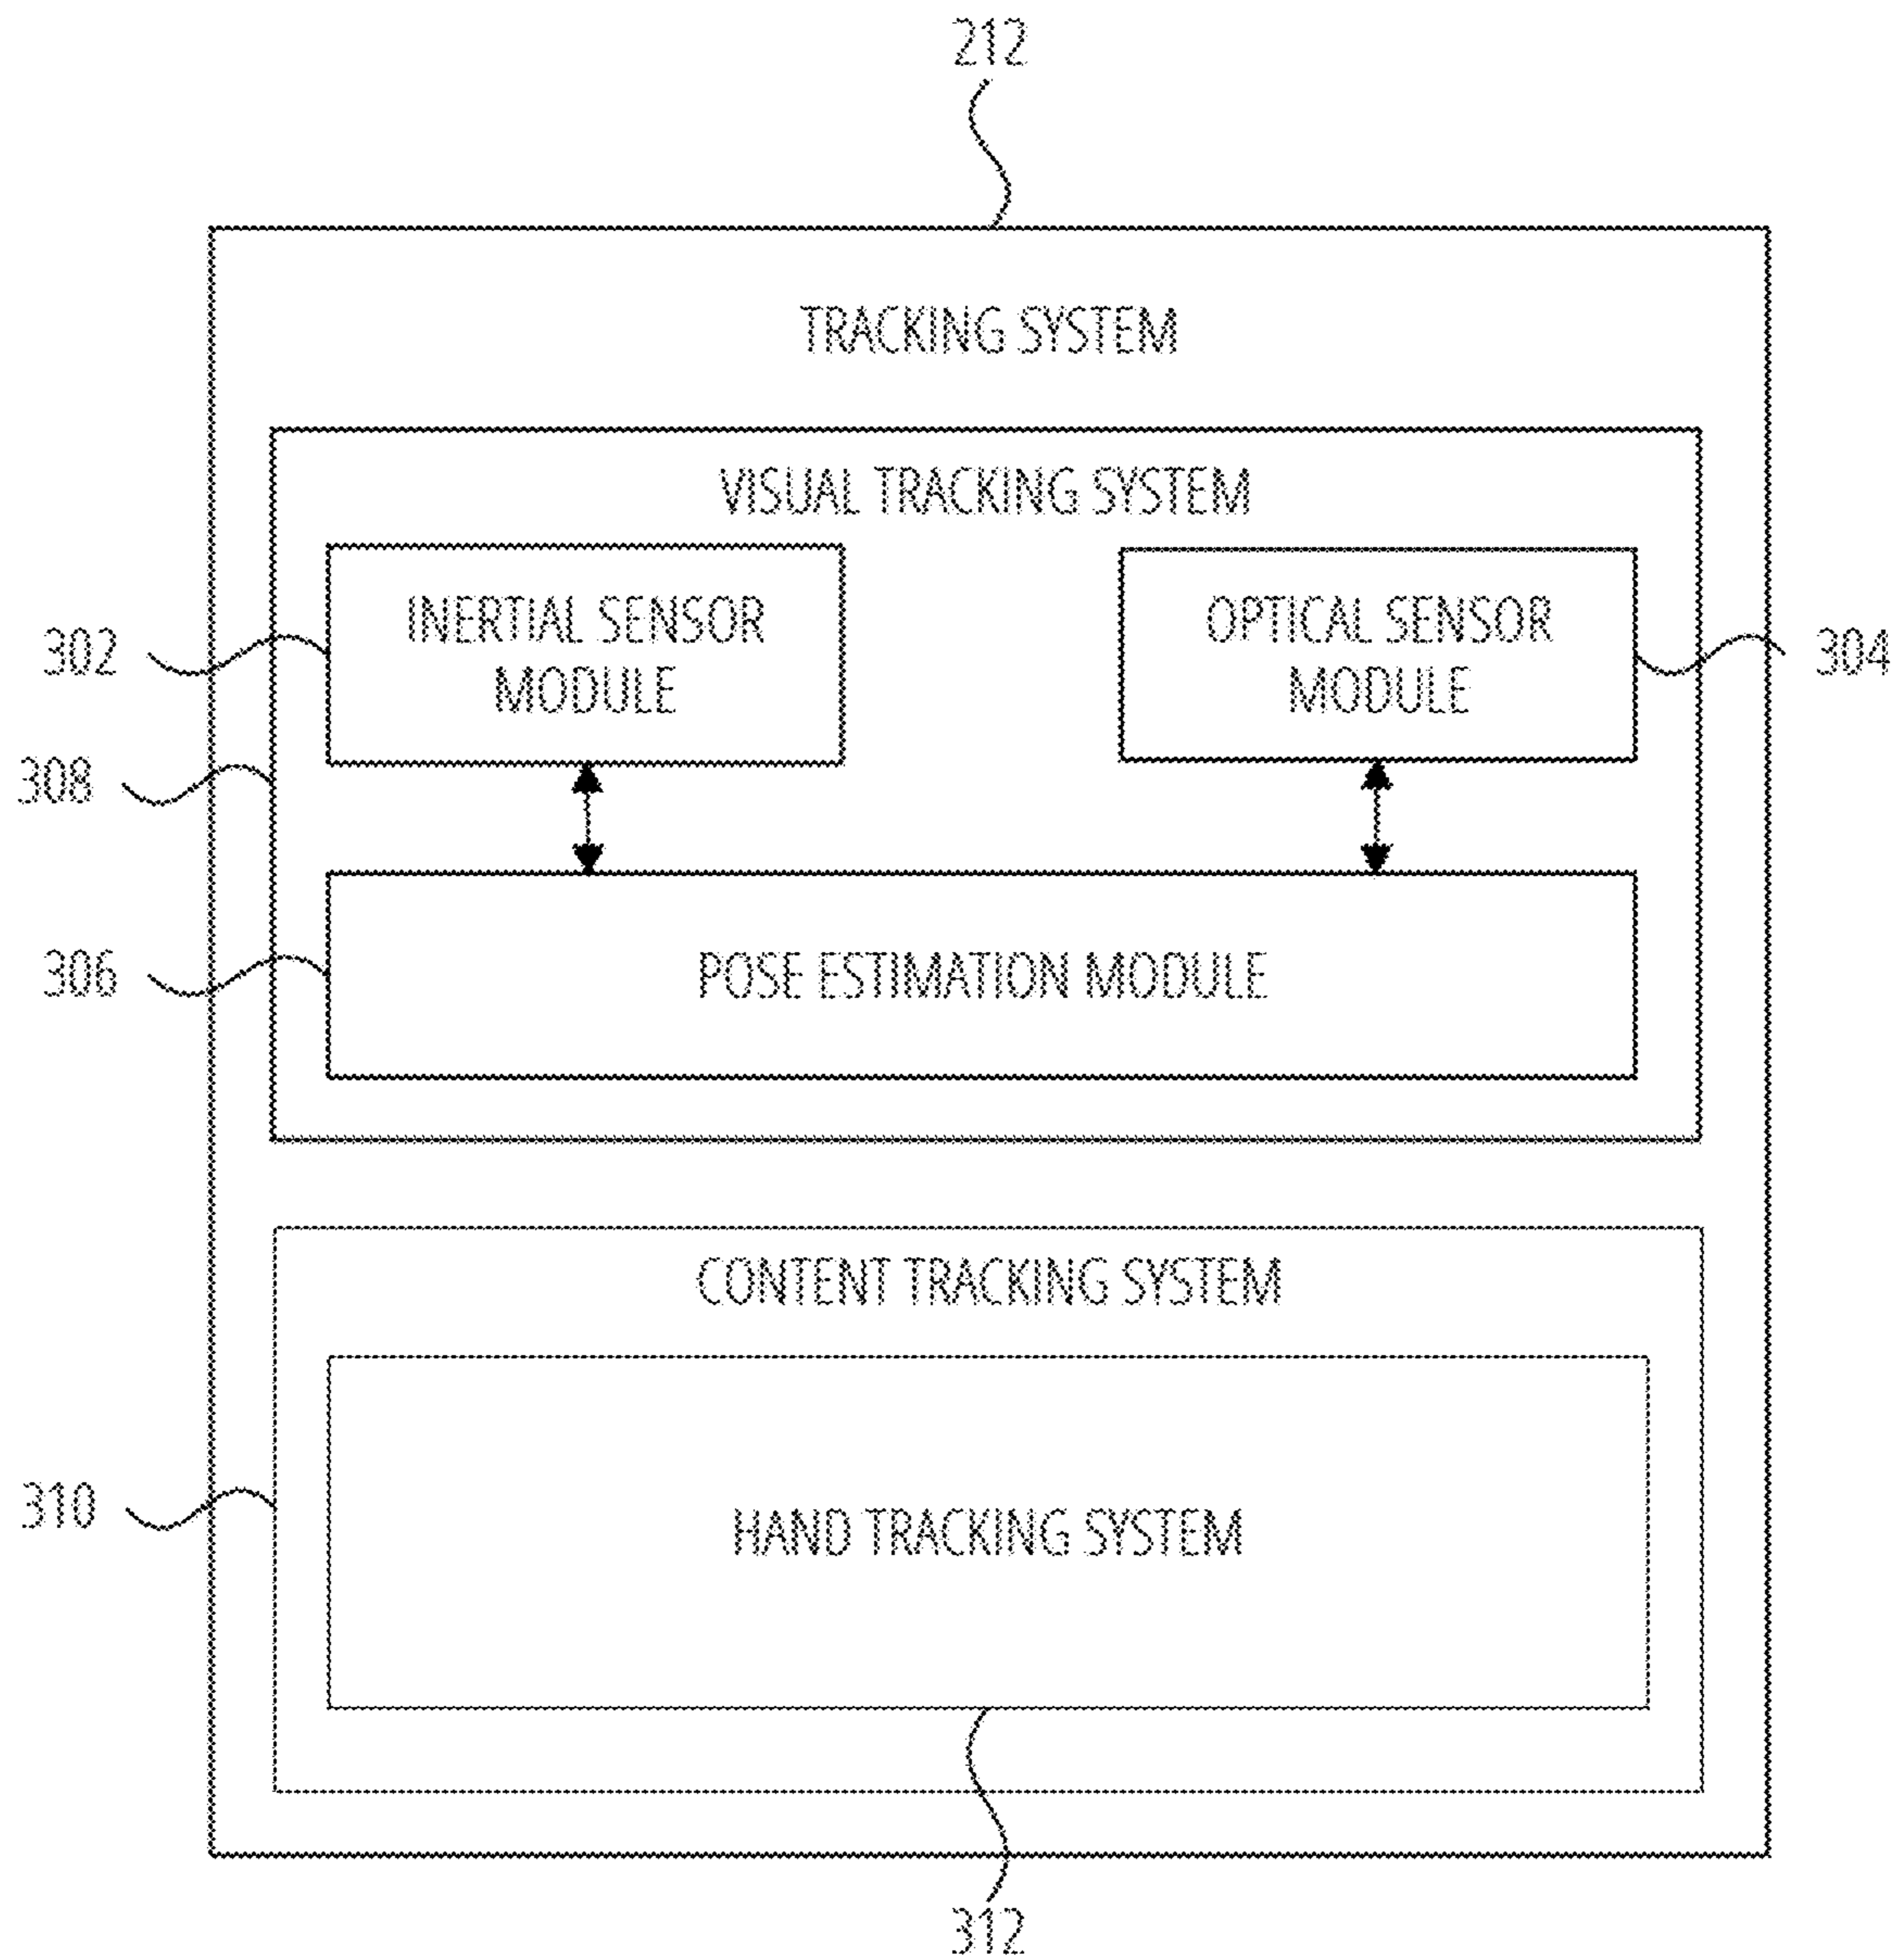 212
TRACKING SYSTEM
VISUAL TRACKING SYSTEM
INERTIAL SENSOR
MODULE
OPTICAL SENSOR
MODULE
302
304
308
306
POSE ESTIMATION MODULE
CONTENT TRACKING SYSTEM
310
HAND TRACKING SYSTEM
312